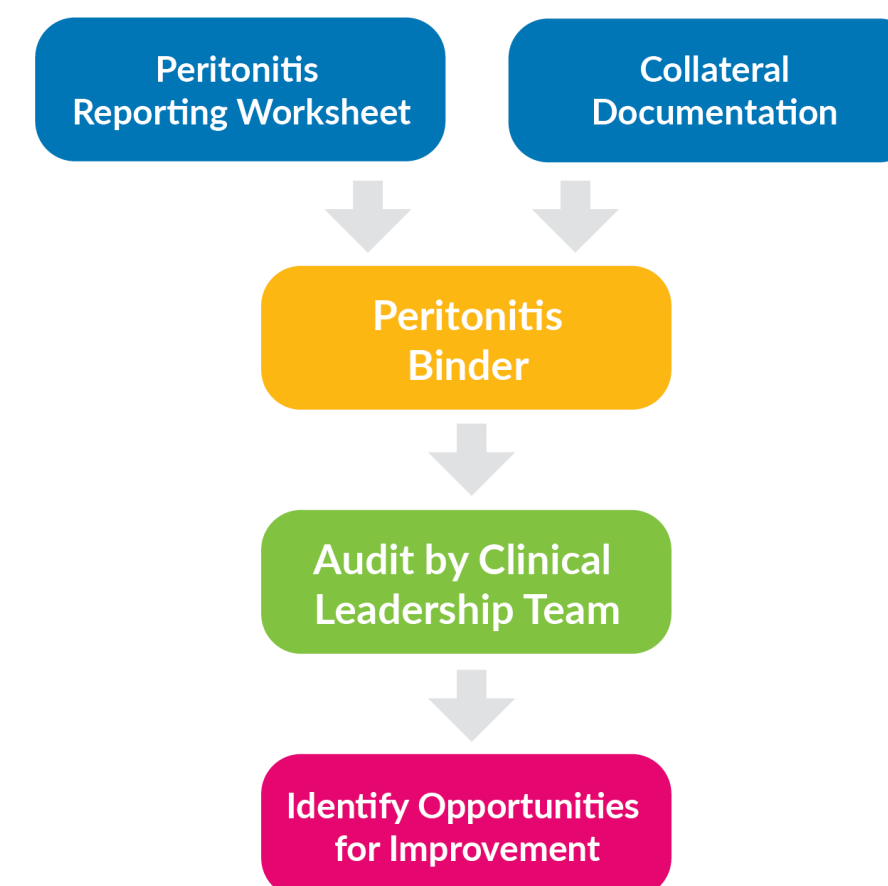 Peritonitis
Reporting Worksheet
Collateral
Documentation
Peritonitis
Binder
Audit by Clinical
Leadership Team
Identify Opportunities
for Improvement